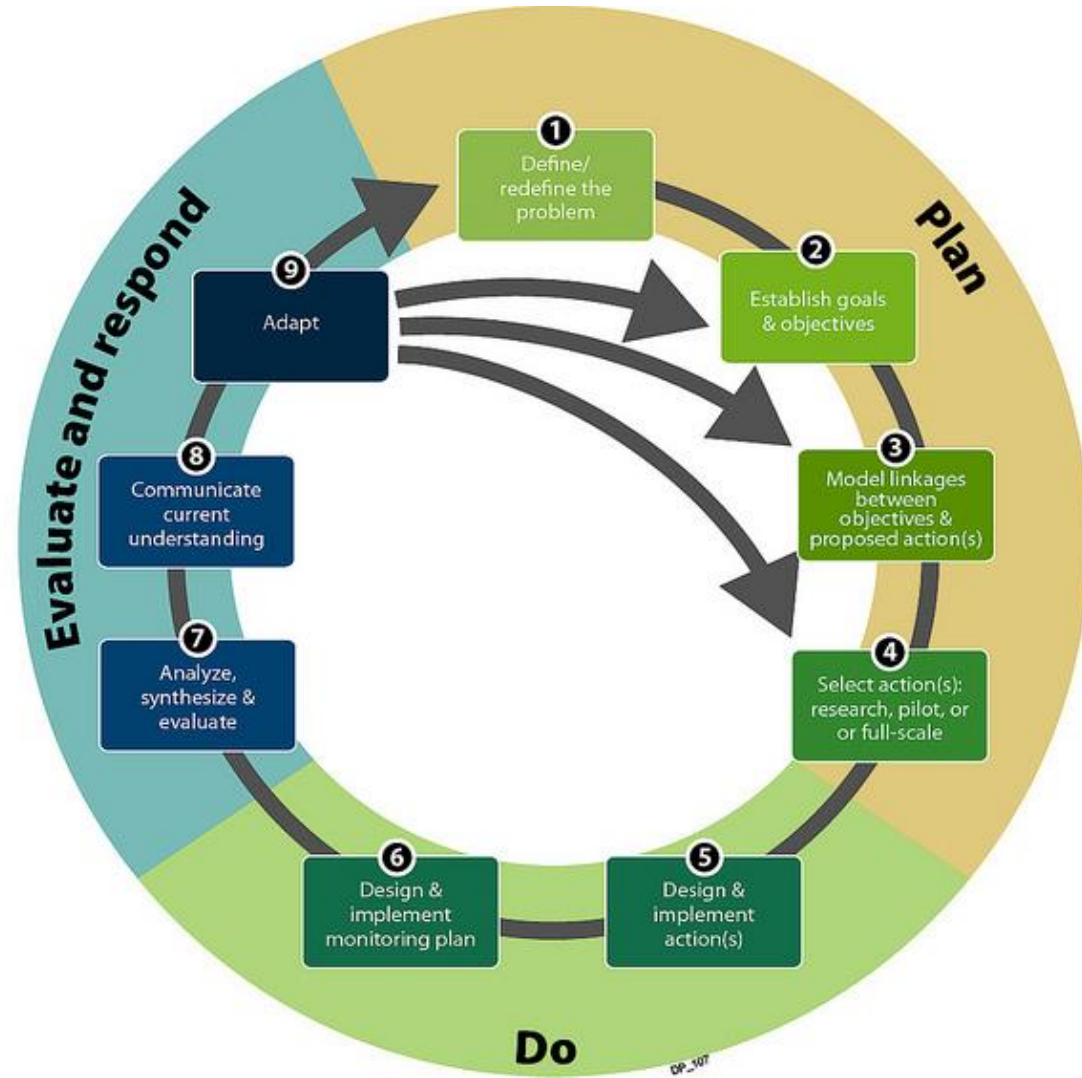 Plan
1
Define/
redefine the
problem
2
Establish goals
& objectives
3
Model linkages
between
objectives &
proposed action(s)
4
Select action(s):
research, pilot, or
or full-scale
Do
5
Design &
implement
action(s)
6
Design &
implement
monitoring plan
Evaluate and respond
7
Analyze,
synthesize &
evaluate
8
Communicate
current
understanding
9
Adapt
DP_107